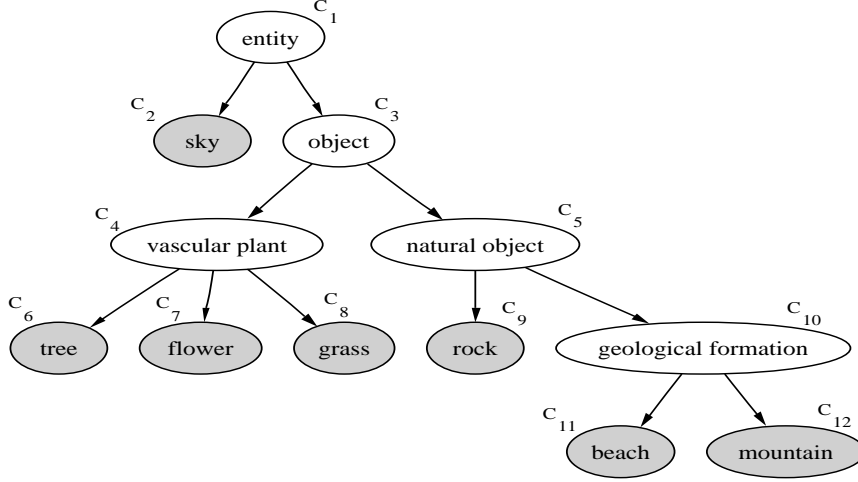 C1
entity
C2
C3
sky
object
C4
C5
vascular plant
natural object
C6
C7
C8
C9
C10
tree
flower
grass
rock
geological formation
C11
C12
beach
mountain